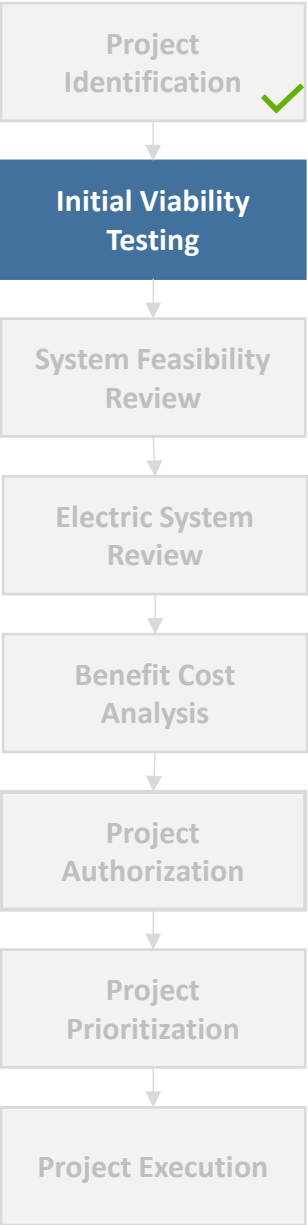 Project
Identification
Initial Viability
Testing
System Feasibility
Review
Electric System
Review
Benefit Cost
Analysis
Project
Authorization
Project
Prioritization
Project Execution